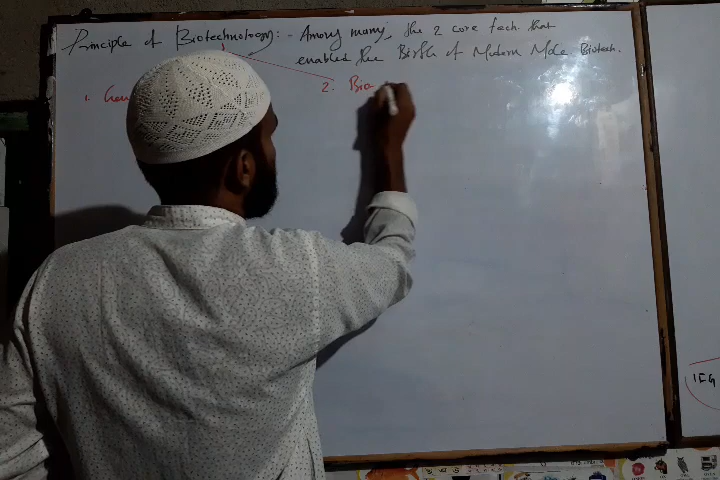 Principle of Biotechnology:- Among many, the 2 core tech. that
enabled the Birth of Modern Mole Biotech.
1. Gen
2. Bio
IEG